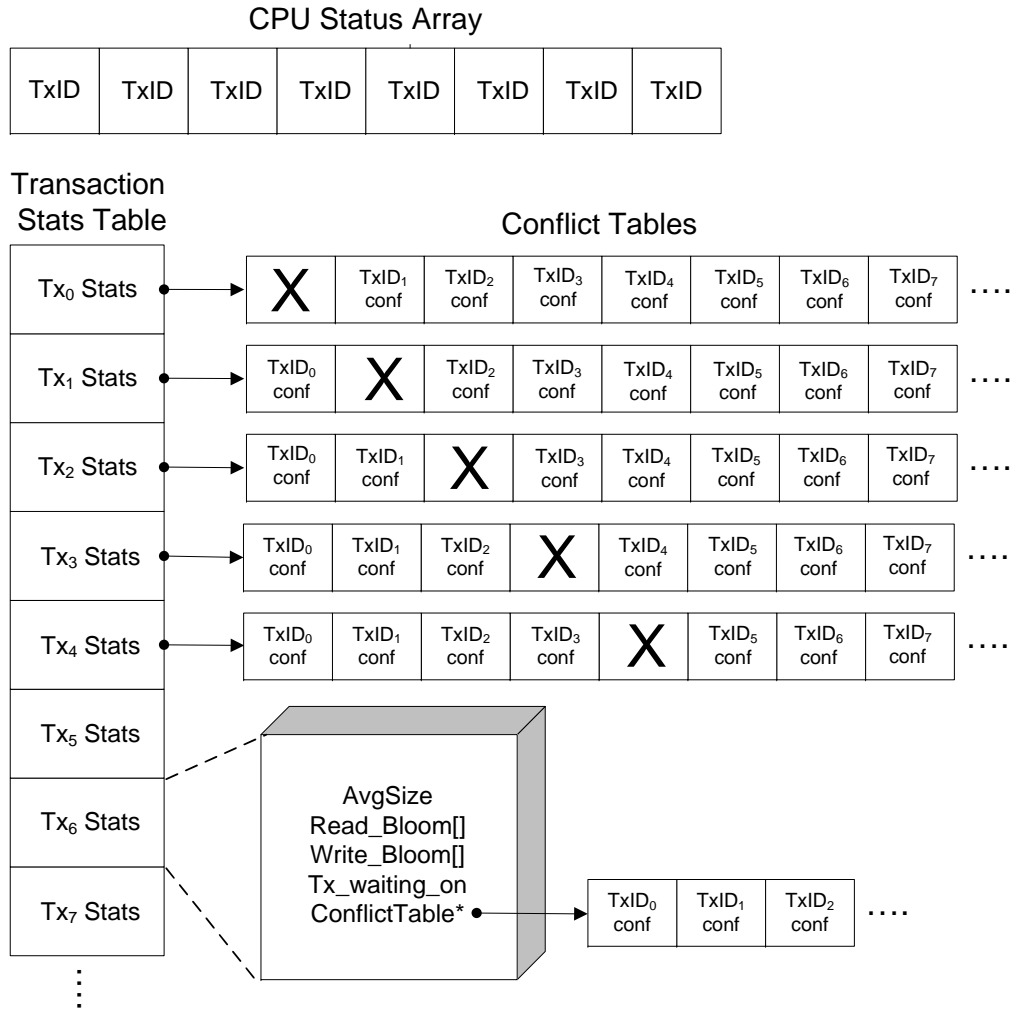 CPU Status Array
TxID TxID TxID TxID TxID TxID TxID TxID
Transaction
Stats Table
Conflict Tables
Tx₀ Stats
X TxID₁ conf TxID₂ conf TxID₃ conf TxID₄ conf TxID₅ conf TxID₆ conf TxID₇ conf ....
Tx₁ Stats
TxID₀ conf X TxID₂ conf TxID₃ conf TxID₄ conf TxID₅ conf TxID₆ conf TxID₇ conf ....
Tx₂ Stats
TxID₀ conf TxID₁ conf X TxID₃ conf TxID₄ conf TxID₅ conf TxID₆ conf TxID₇ conf ....
Tx₃ Stats
TxID₀ conf TxID₁ conf TxID₂ conf X TxID₄ conf TxID₅ conf TxID₆ conf TxID₇ conf ....
Tx₄ Stats
TxID₀ conf TxID₁ conf TxID₂ conf TxID₃ conf X TxID₅ conf TxID₆ conf TxID₇ conf ....
Tx₅ Stats
Tx₆ Stats
Tx₇ Stats
AvgSize
Read_Bloom[]
Write_Bloom[]
Tx_waiting_on
ConflictTable*
TxID₀ conf TxID₁ conf TxID₂ conf ....